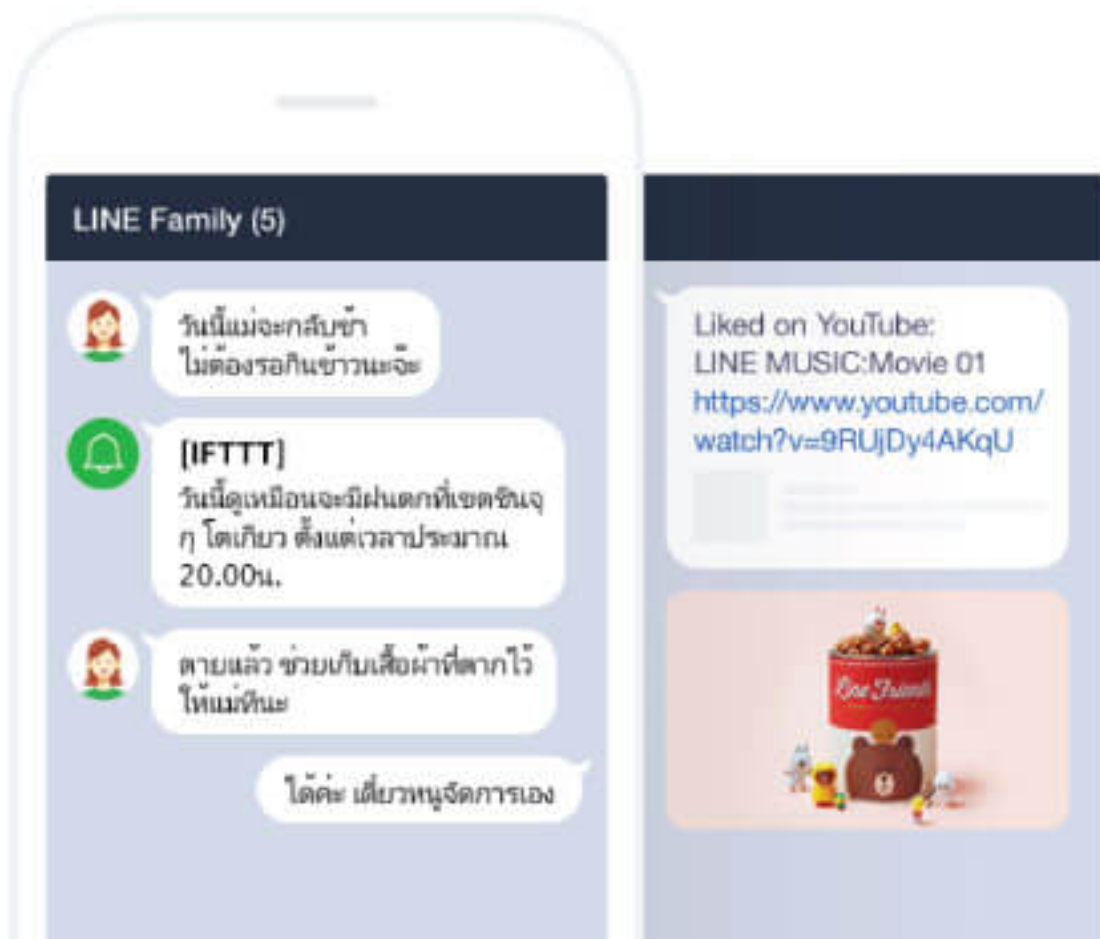 LINE Family (5)
วันนี้แม่จะกลับช้า
ไม่ต้องรอกินข้าวนะจ๊ะ
[IFTTT]
วันนี้ดูเหมือนจะมีฝนตกที่เขตชินจุ
กุ โตเกียว ตั้งแต่เวลาประมาณ
20.00น.
ตายแล้ว ช่วยเก็บเสื้อผ้าที่ตากไว้
ให้แม่ทีนะ
ได้ค่ะ เดี๋ยวหนูจัดการเอง
Liked on YouTube:
LINE MUSIC:Movie 01
https://www.youtube.com/
watch?v=9RUjDy4AKqU
Line Friends